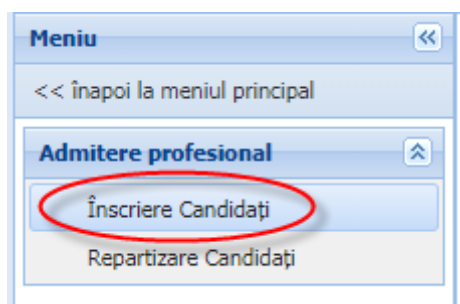 Meniu
<< înapoi la meniul principal
Admitere profesional
Înscriere Candidați
Repartizare Candidați